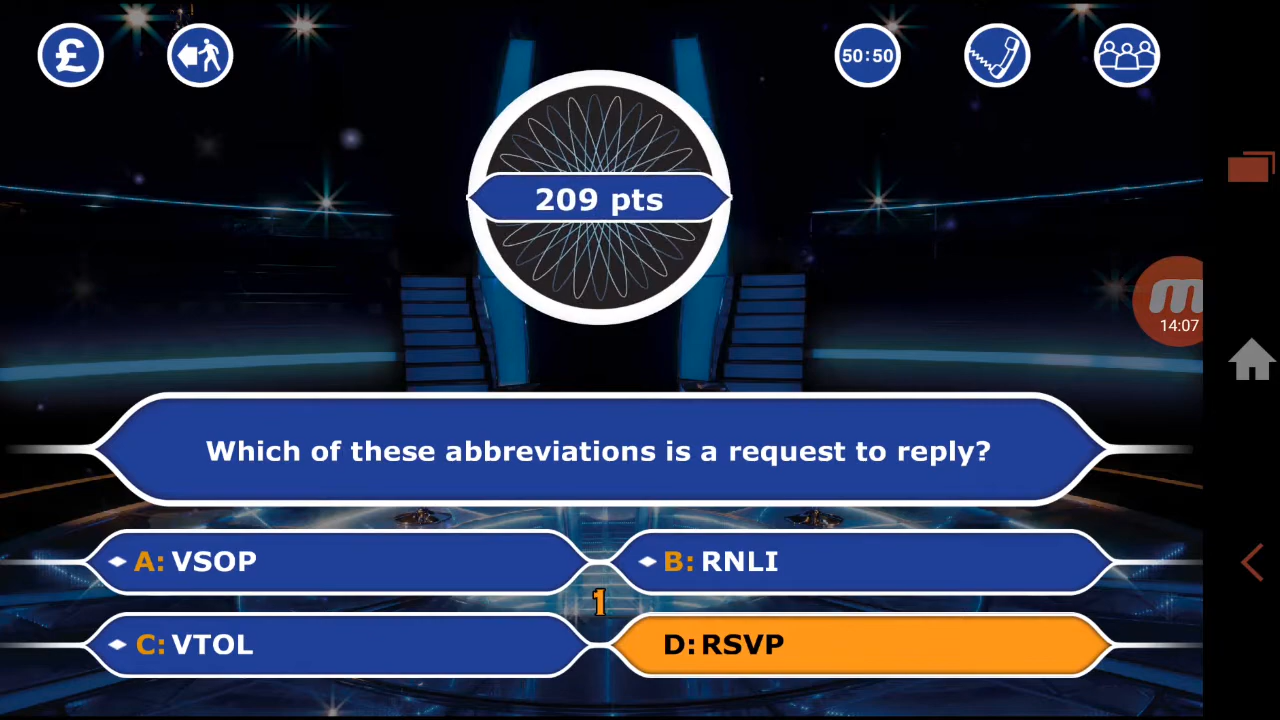 £
50:50
209 pts
14:07
Which of these abbreviations is a request to reply?
A: VSOP
B: RNLI
1
C: VTOL
D: RSVP